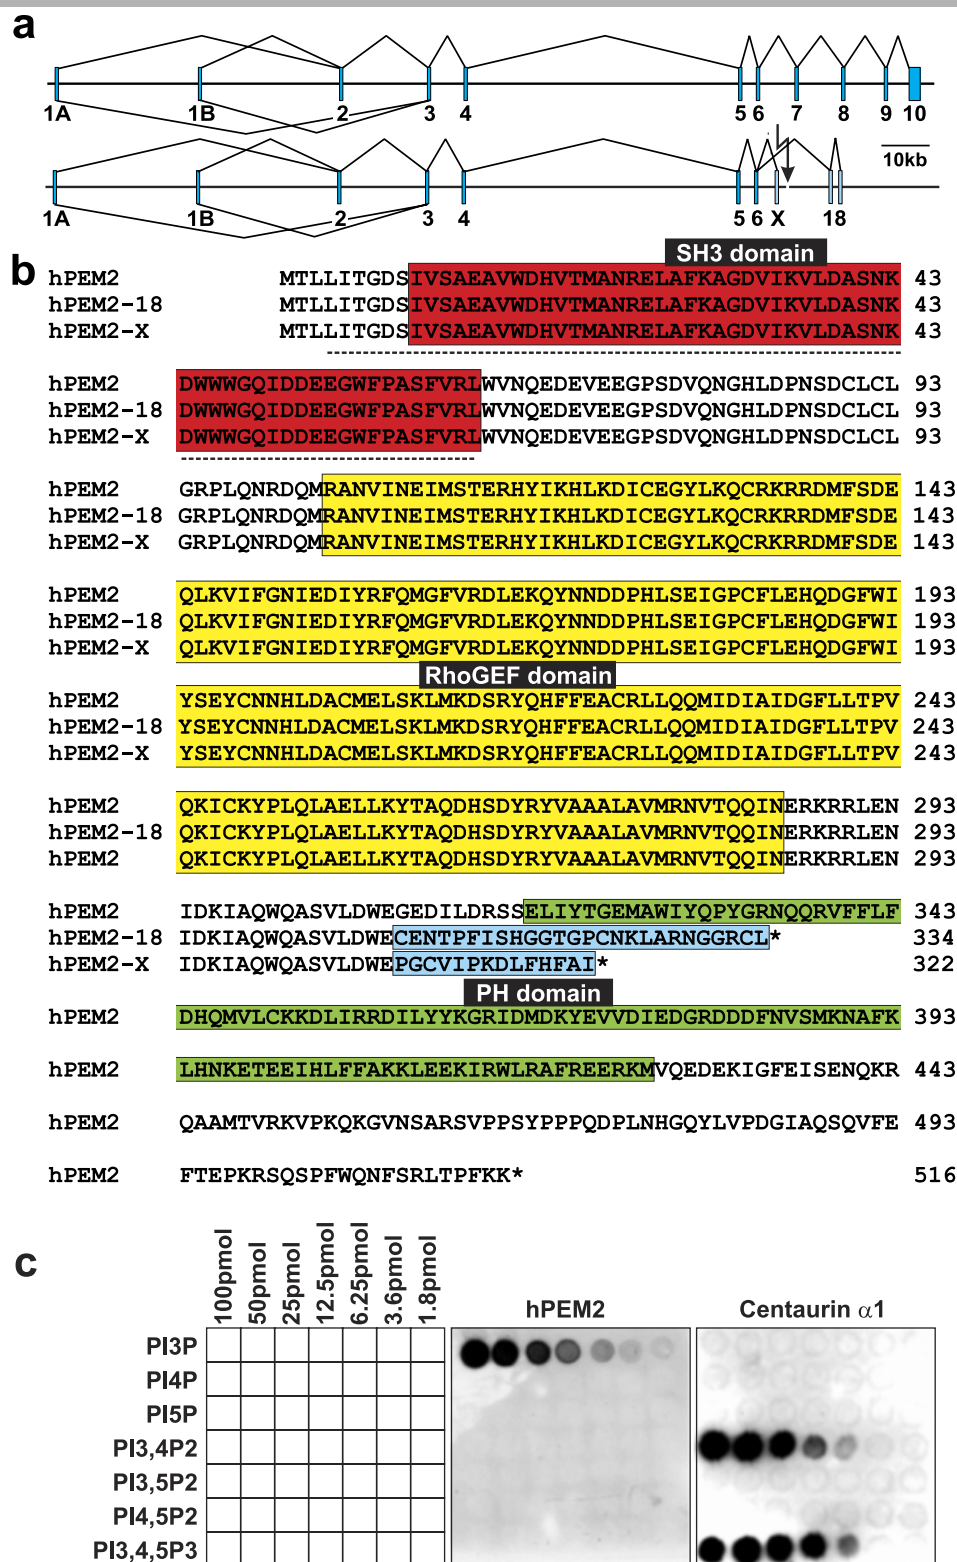 a
1A 1B 2 3 4 5 6 7 8 9 10
10kb
1A 1B 2 3 4 5 6 X 18
b
SH3 domain
hPEM2 MTLLITGDSIVSAEAVWDHVTMANRELAFKAGDVIKVLDASNK 43
hPEM2-18 MTLLITGDSIVSAEAVWDHVTMANRELAFKAGDVIKVLDASNK 43
hPEM2-X MTLLITGDSIVSAEAVWDHVTMANRELAFKAGDVIKVLDASNK 43
hPEM2 DWWWGQIDDEEGWFPASFVRLWVNQEDEVEEGPSDVQNGHLDPNSDCLCL 93
hPEM2-18 DWWWGQIDDEEGWFPASFVRLWVNQEDEVEEGPSDVQNGHLDPNSDCLCL 93
hPEM2-X DWWWGQIDDEEGWFPASFVRLWVNQEDEVEEGPSDVQNGHLDPNSDCLCL 93
hPEM2 GRPLQNRDQMRANVINEIMSTERHYIKHLKDICEGYLKQCRKRRDMFSDE 143
hPEM2-18 GRPLQNRDQMRANVINEIMSTERHYIKHLKDICEGYLKQCRKRRDMFSDE 143
hPEM2-X GRPLQNRDQMRANVINEIMSTERHYIKHLKDICEGYLKQCRKRRDMFSDE 143
hPEM2 QLKVIFGNIEDIYRFQMGFVRDLEKQYNNDDPHLSEIGPCFLEHQDGFWI 193
hPEM2-18 QLKVIFGNIEDIYRFQMGFVRDLEKQYNNDDPHLSEIGPCFLEHQDGFWI 193
hPEM2-X QLKVIFGNIEDIYRFQMGFVRDLEKQYNNDDPHLSEIGPCFLEHQDGFWI 193
RhoGEF domain
hPEM2 YSEYCNNHLDACMELSKLMKDSRYQHFFEACRLLQQMIDIAIDGFLLTPV 243
hPEM2-18 YSEYCNNHLDACMELSKLMKDSRYQHFFEACRLLQQMIDIAIDGFLLTPV 243
hPEM2-X YSEYCNNHLDACMELSKLMKDSRYQHFFEACRLLQQMIDIAIDGFLLTPV 243
hPEM2 QKICKYPLQLAELLKYTAQDHSDYRYVAAALAVMRNVTQQINERKRRLEN 293
hPEM2-18 QKICKYPLQLAELLKYTAQDHSDYRYVAAALAVMRNVTQQINERKRRLEN 293
hPEM2 QKICKYPLQLAELLKYTAQDHSDYRYVAAALAVMRNVTQQINERKRRLEN 293
hPEM2 IDKIAQWQASVLDWEGEDILDRSSELIYTGEMAWIYQPYGRNQQRVFFLF 343
hPEM2-18 IDKIAQWQASVLDWECENTPFISHGGTGPCNKLARNGGRCL* 334
hPEM2-X IDKIAQWQASVLDWEPGCVIPKDLFHFAI* 322
PH domain
hPEM2 DHQMVLCKKDLIRRDILYYKGRIDMDKYEVVDIEDGRDDDFNVSMKNAFK 393
hPEM2 LHNKETEEIHLFFAKKLEEKIRWLRAFREERKMVQEDEKIGFEISENQKR 443
hPEM2 QAAMTVRKVPKQKGVNSARSVPPSYPPPQDPLNHGQYLVPDGIAQSQVFE 493
hPEM2 FTEPKRSQSPFWQNFSRLTPFKK* 516
c
100pmol 50pmol 25pmol 12.5pmol 6.25pmol 3.6pmol 1.8pmol
hPEM2 Centaurin α1
PI3P
PI4P
PI5P
PI3,4P2
PI3,5P2
PI4,5P2
PI3,4,5P3